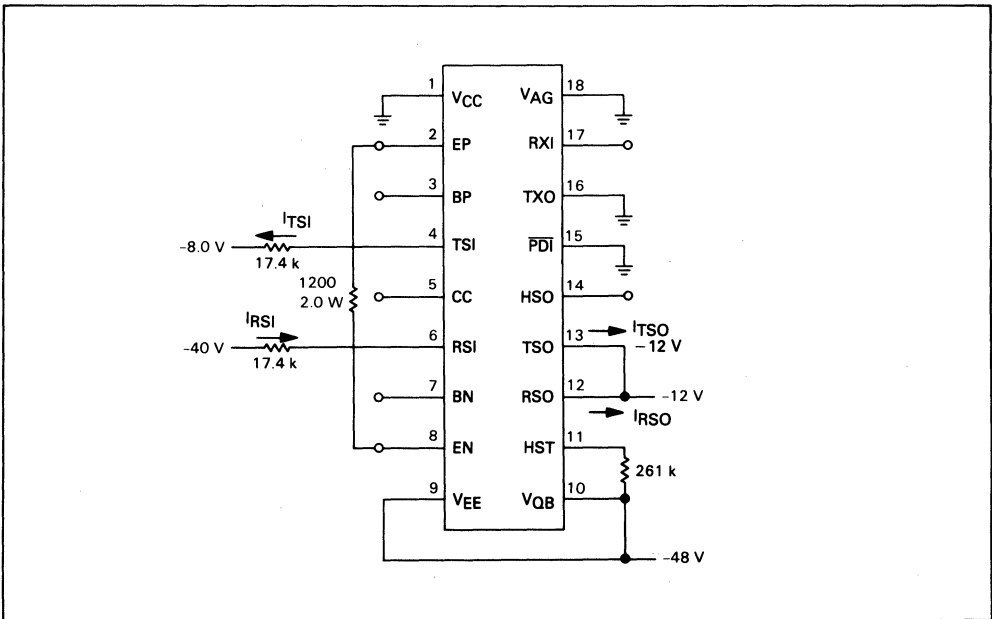 1 VCC VAG 18
2 EP RXI 17
3 BP TXO 16
ITSI
-8.0 V 17.4 k 4 TSI PDI 15
1200
2.0 W
5 CC HSO 14
IRSI
-40 V 17.4 k 6 RSI TSO 13 ITSO
-12 V
7 BN RSO 12 -12 V
IRSO
8 EN HST 11
261 k
9 VEE VQB 10
-48 V